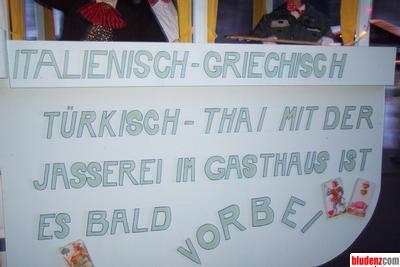 ITALIENISCH-GRIECHISCH
TÜRKISCH-THAI MIT DER
JASSEREI IM GASTHAUS IST
ES BALD VORBEI
bludenz.com